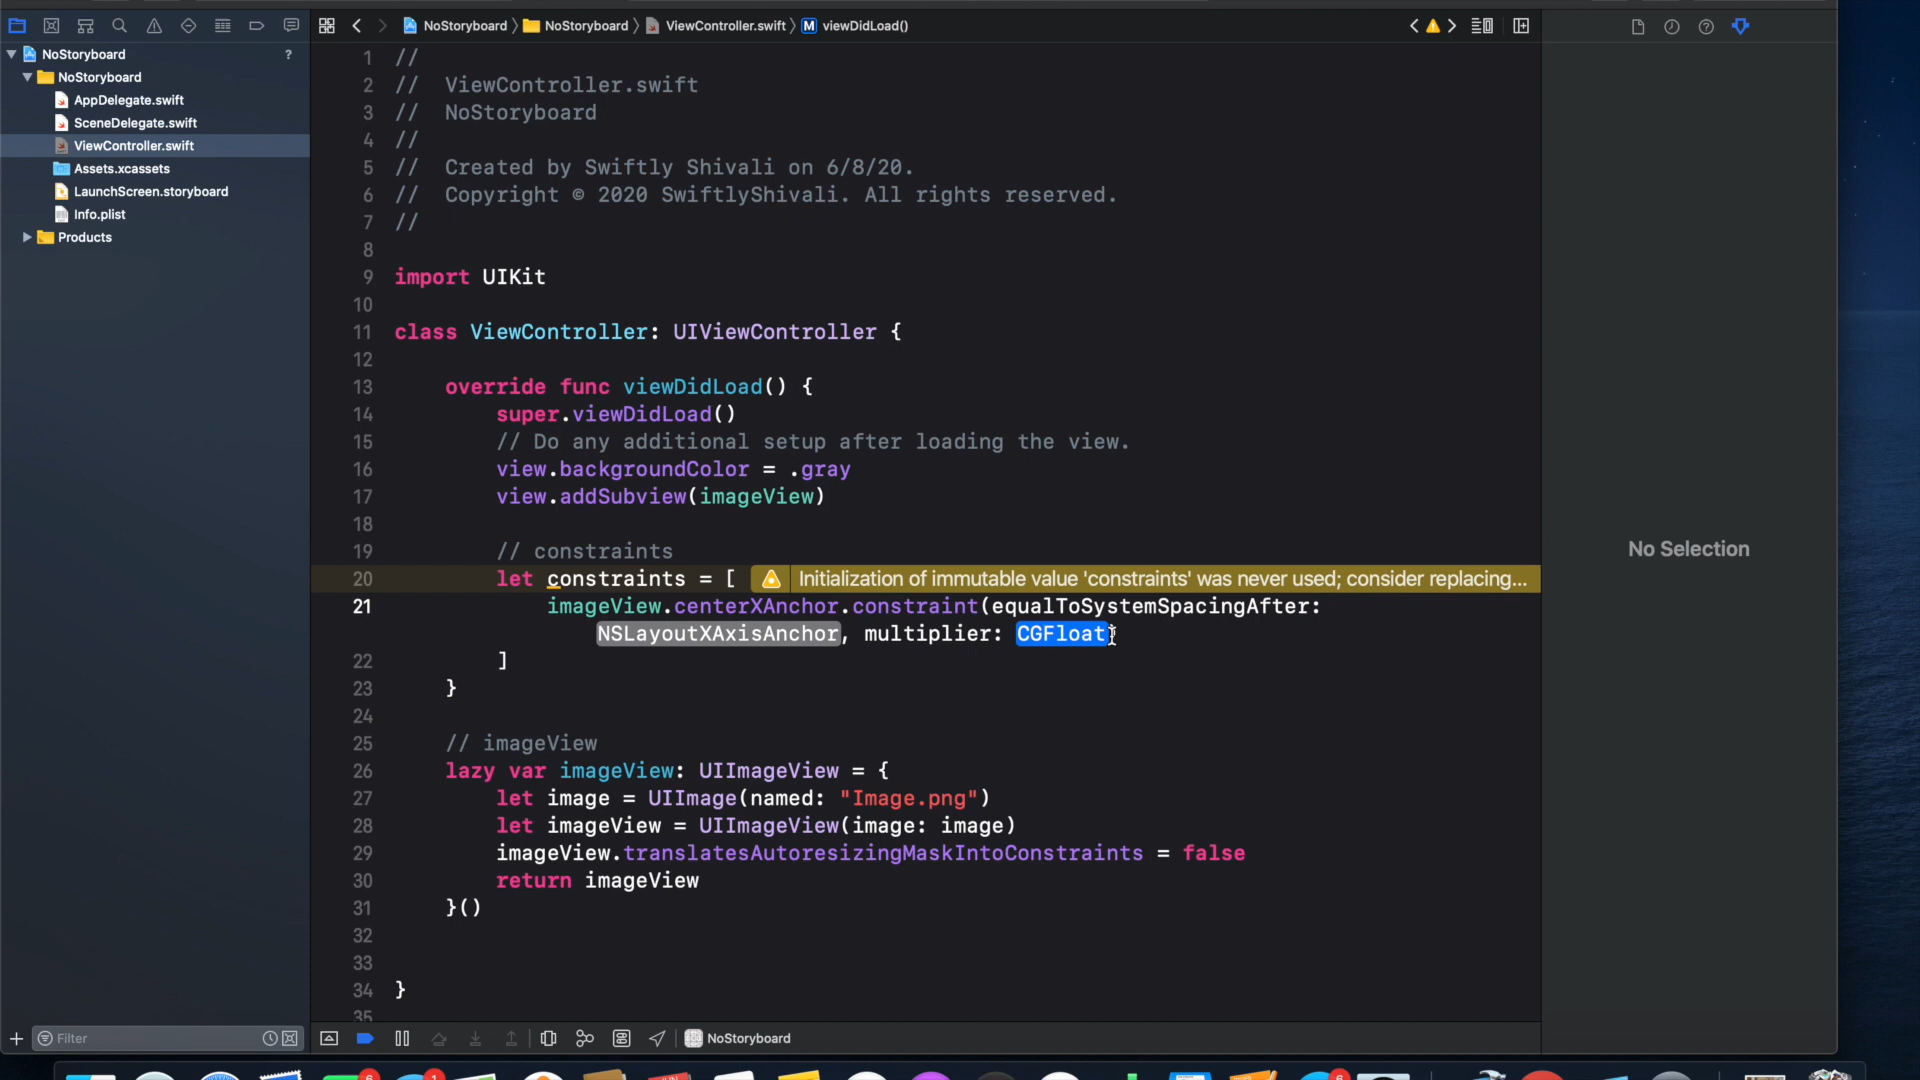 NoStoryboard ?
NoStoryboard
AppDelegate.swift
SceneDelegate.swift
ViewController.swift
Assets.xcassets
LaunchScreen.storyboard
Info.plist
Products
Filter
NoStoryboard 〉 NoStoryboard 〉 ViewController.swift 〉 M viewDidLoad()
1 //
2 //  ViewController.swift
3 //  NoStoryboard
4 //
5 //  Created by Swiftly Shivali on 6/8/20.
6 //  Copyright © 2020 SwiftlyShivali. All rights reserved.
7 //
8
9 import UIKit
10
11 class ViewController: UIViewController {
12
13     override func viewDidLoad() {
14         super.viewDidLoad()
15         // Do any additional setup after loading the view.
16         view.backgroundColor = .gray
17         view.addSubview(imageView)
18
19         // constraints
20         let constraints = [ Initialization of immutable value 'constraints' was never used; consider replacing...
21             imageView.centerXAnchor.constraint(equalToSystemSpacingAfter:
NSLayoutXAxisAnchor, multiplier: CGFloat
22         ]
23     }
24
25     // imageView
26     lazy var imageView: UIImageView = {
27         let image = UIImage(named: "Image.png")
28         let imageView = UIImageView(image: image)
29         imageView.translatesAutoresizingMaskIntoConstraints = false
30         return imageView
31     }()
32
33
34 }
35
NoStoryboard
No Selection
6
1
6